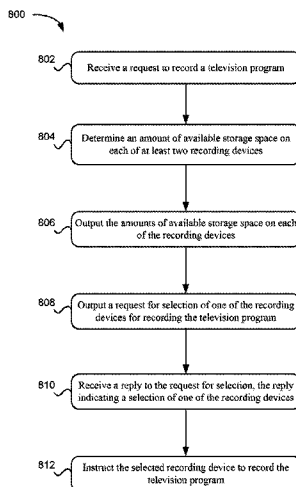 800
802
Receive a request to record a television program
804
Determine an amount of available storage space on
each of at least two recording devices
806
Output the amounts of available storage space on each
of the recording devices
808
Output a request for selection of one of the recording
devices for recording the television program
810
Receive a reply to the request for selection, the reply
indicating a selection of one of the recording devices
812
Instruct the selected recording device to record the
television program